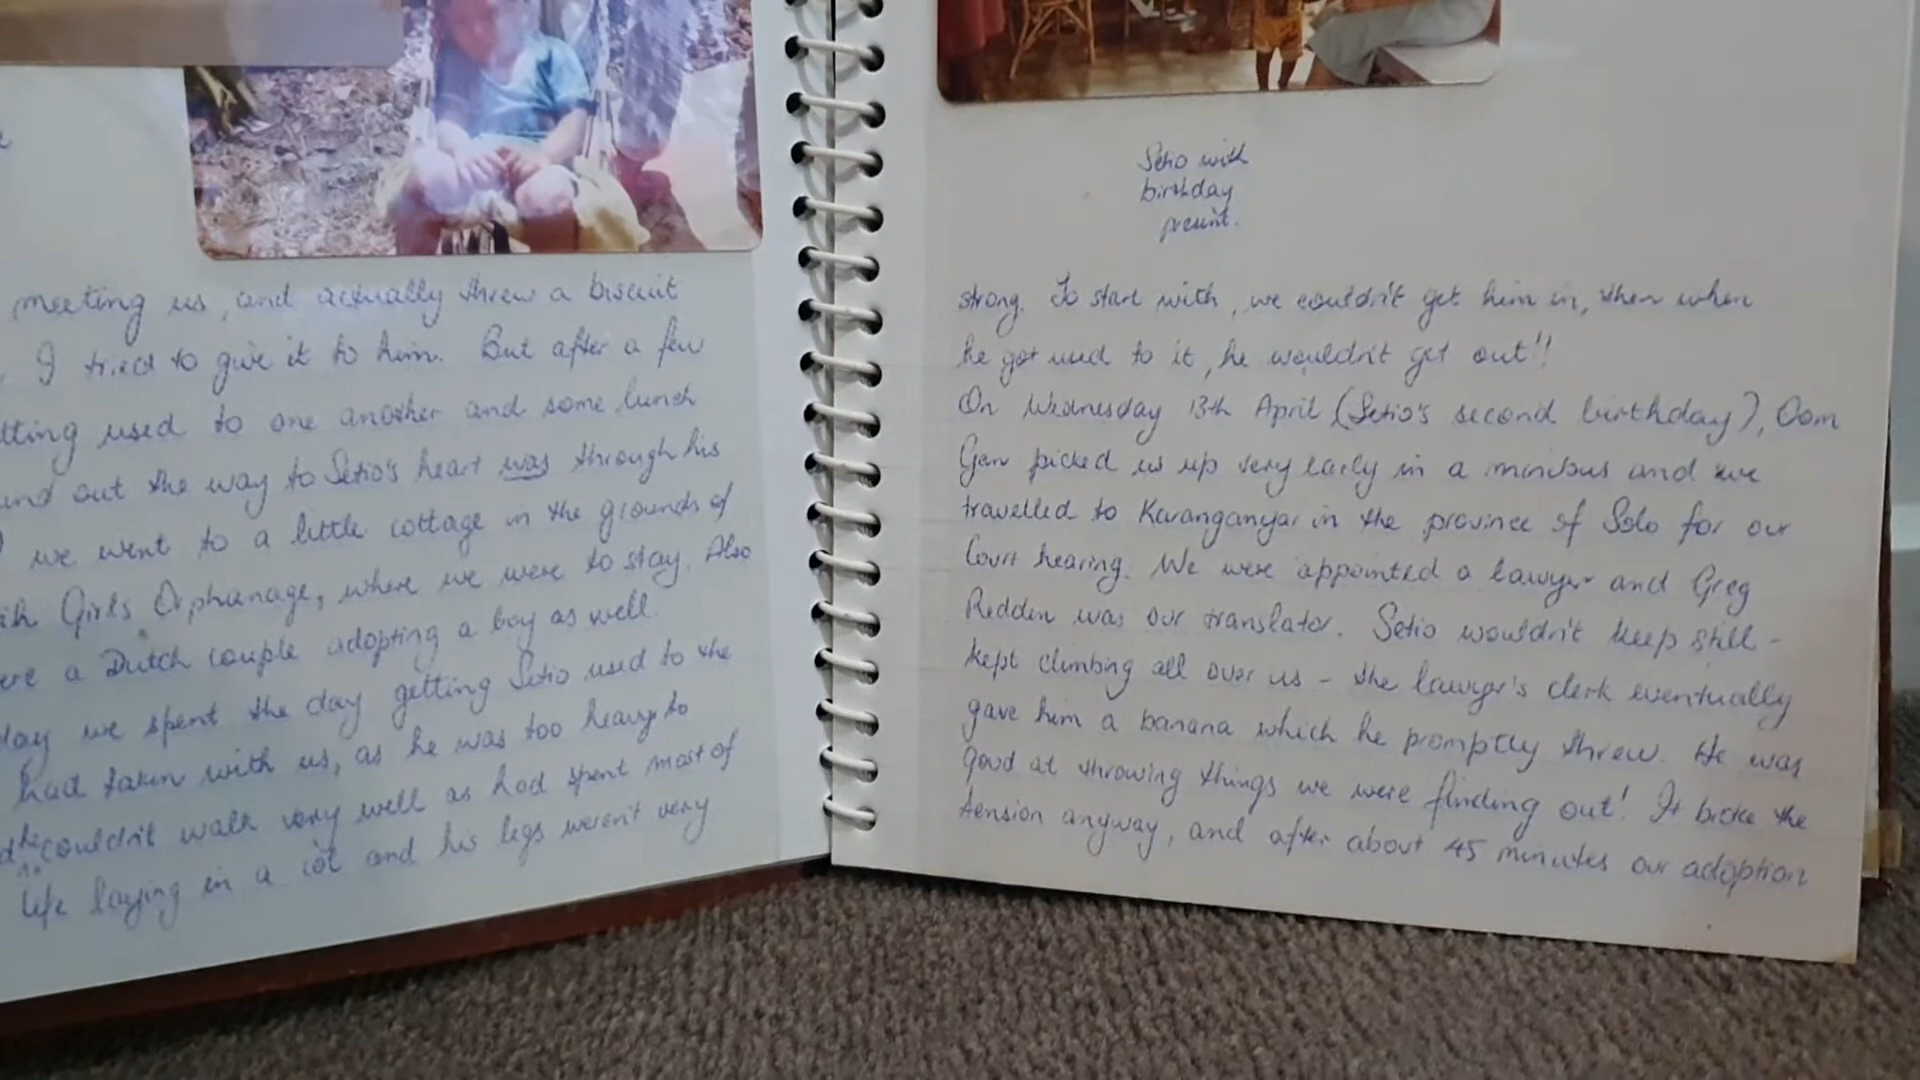 meeting us, and actually threw a biscuit
I tried to give it to him. But after a few
tting used to one another and some lunch
und out the way to Setio's heart was through his
we went to a little cottage in the grounds of
Girls Orphanage, where we were to stay. Also
ere a Dutch couple adopting a boy as well.
day we spent the day getting Setio used to the
had taken with us, as he was too heavy to
d he couldn't walk very well as had spent most of
life laying in a cot and his legs weren't very
Setio with
birthday
present.
strong. To start with, we couldn't get him in, then when
he got used to it, he wouldn't get out!!
On Wednesday 13th April (Setio's second birthday), Oom
Gan picked us up very early in a minibus and we
travelled to Karanganyar in the province of Solo for our
Court hearing. We were appointed a lawyer and Greg
Redden was our translator. Setio wouldn't keep still -
kept climbing all over us - the lawyer's clerk eventually
gave him a banana which he promptly threw. He was
good at throwing things we were finding out! It broke the
tension anyway, and after about 45 minutes our adoption